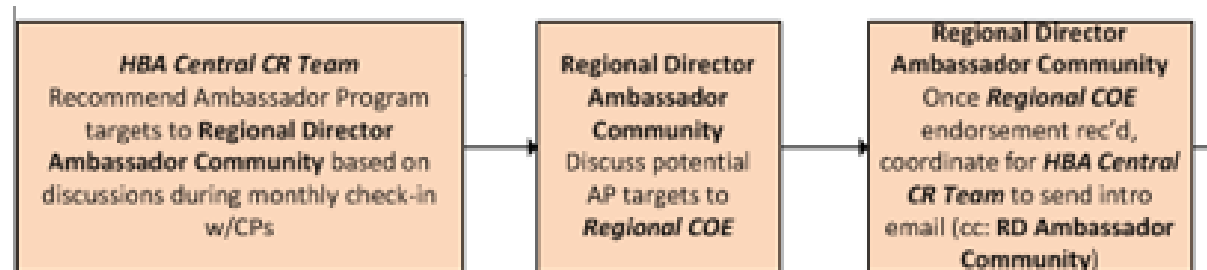 HBA Central CR Team
Recommend Ambassador Program
targets to Regional Director
Ambassador Community based on
discussions during monthly check-in
w/CPs
Regional Director
Ambassador
Community
Discuss potential
AP targets to
Regional COE
Regional Director
Ambassador Community
Once Regional COE
endorsement rec'd,
coordinate for HBA Central
CR Team to send intro
email (cc: RD Ambassador
Community)